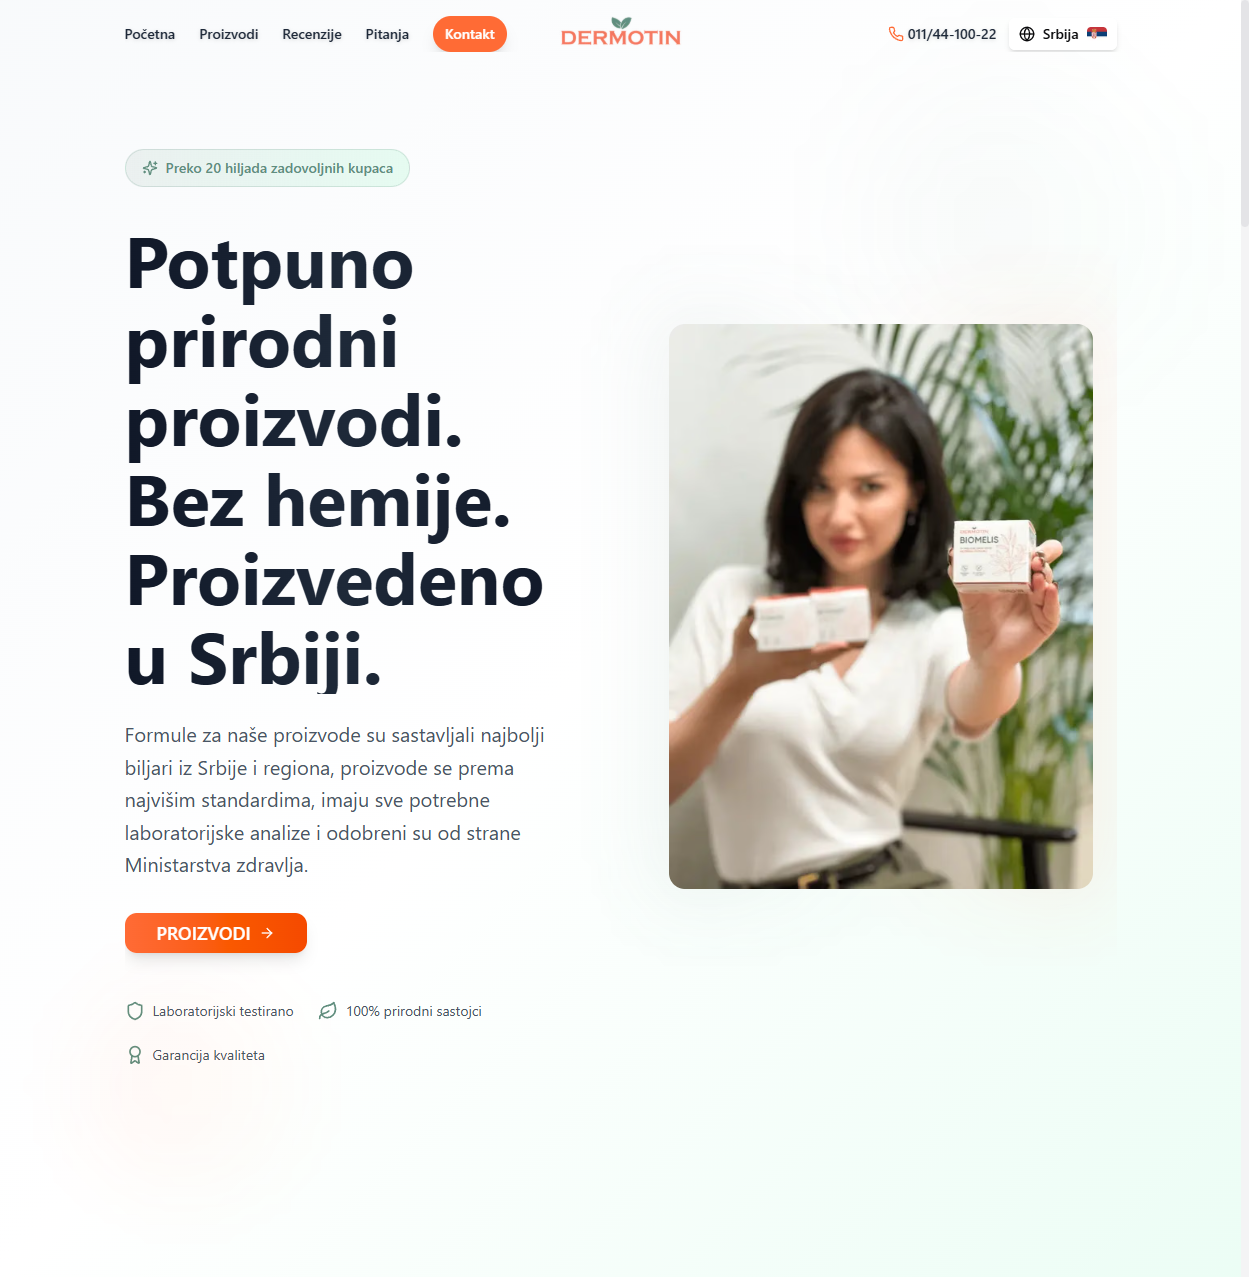 Početna Proizvodi Recenzije Pitanja Kontakt
DERMOTIN
011/44-100-22 Srbija
Preko 20 hiljada zadovoljnih kupaca
Potpuno
prirodni
proizvodi.
Bez hemije.
Proizvedeno
u Srbiji.
Formule za naše proizvode su sastavljali najbolji
biljari iz Srbije i regiona, proizvode se prema
najvišim standardima, imaju sve potrebne
laboratorijske analize i odobreni su od strane
Ministarstva zdravlja.
PROIZVODI
Laboratorijski testirano 100% prirodni sastojci
Garancija kvaliteta
DERMOTIN
BIOMELIS